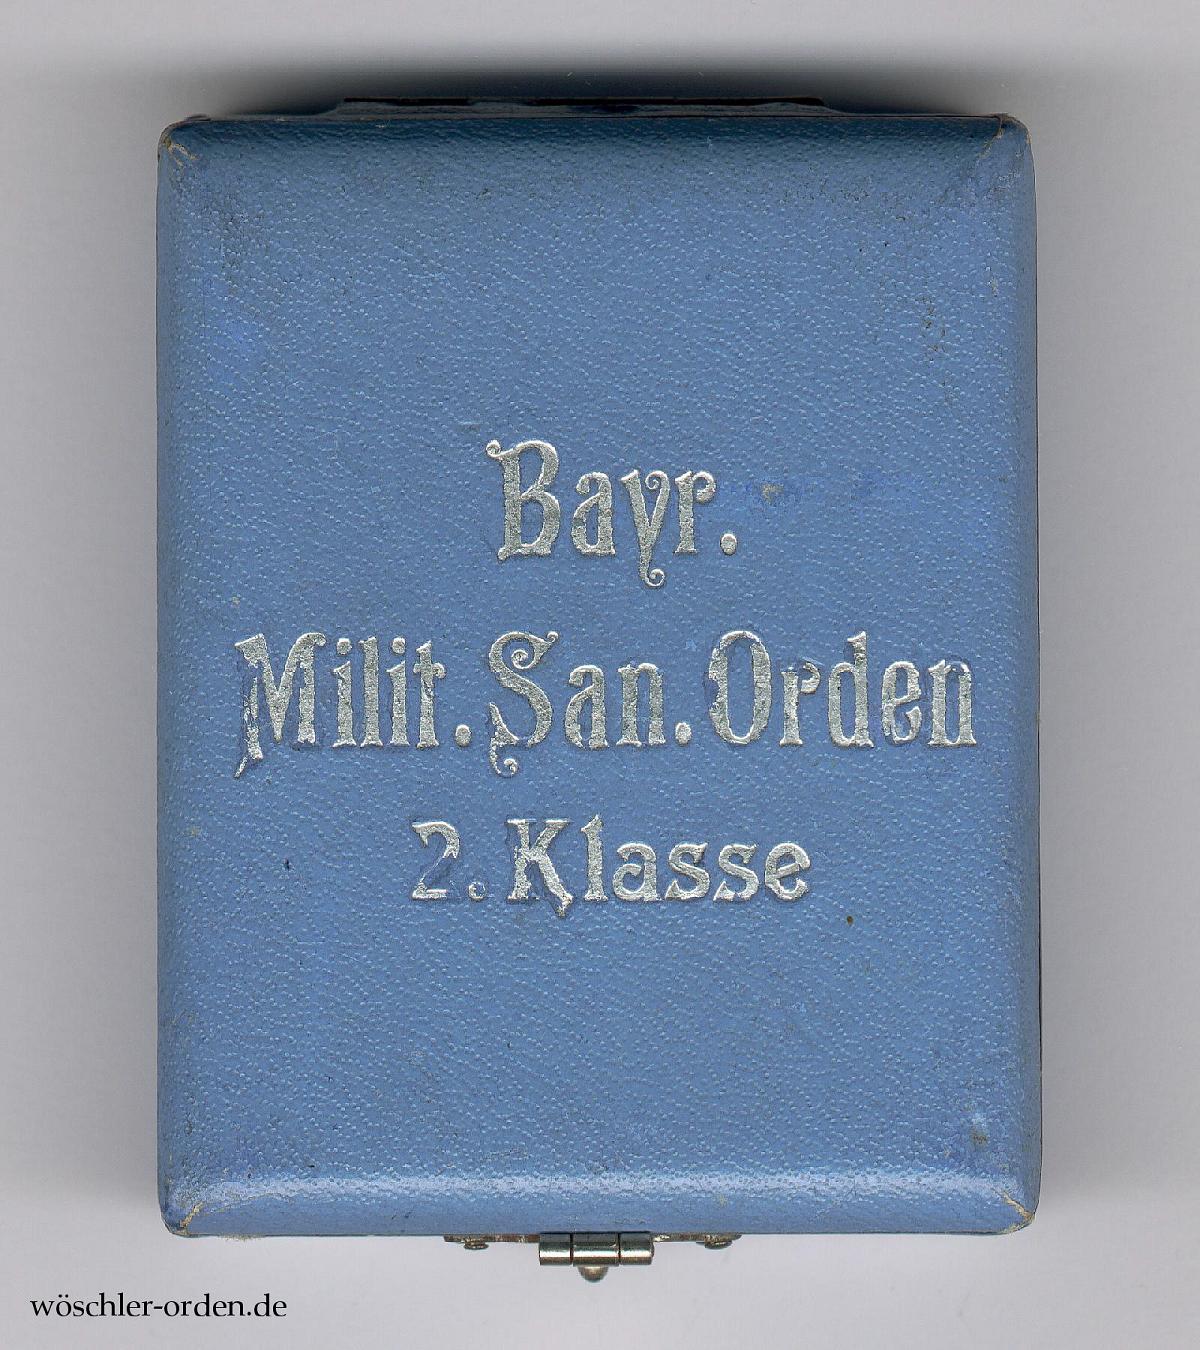 Bayr.
Milit. San. Orden
2. Klasse
wöschler-orden.de